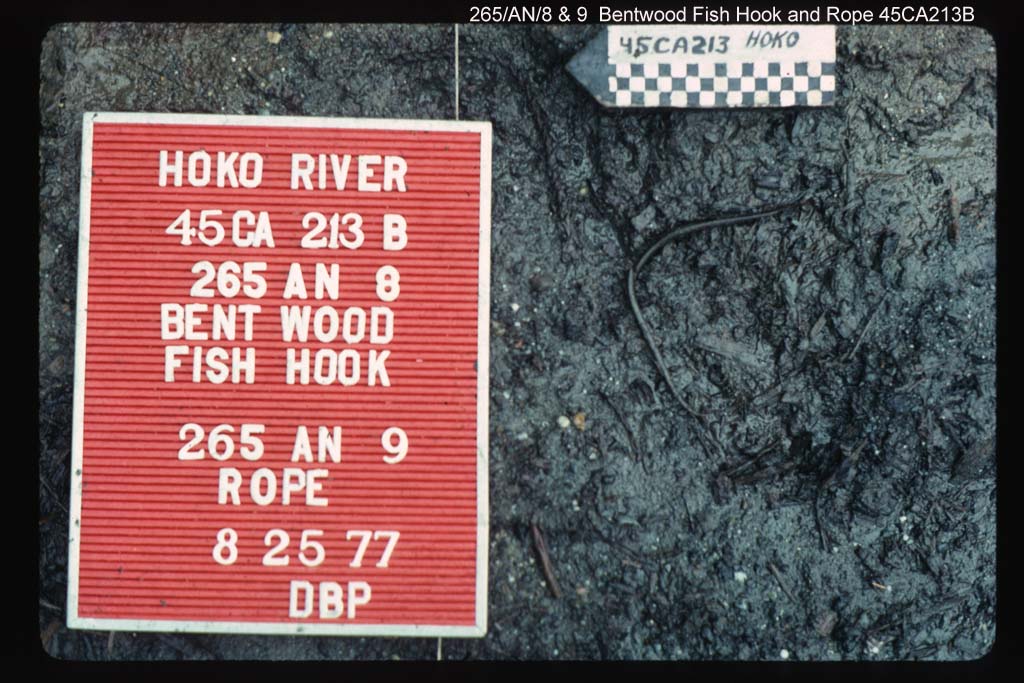 265/AN/8 & 9  Bentwood Fish Hook and Rope 45CA213B
45CA213 HOKO
HOKO RIVER
45CA 213 B
265 AN 8
BENT WOOD
FISH HOOK
265 AN 9
ROPE
8 25 77
DBP